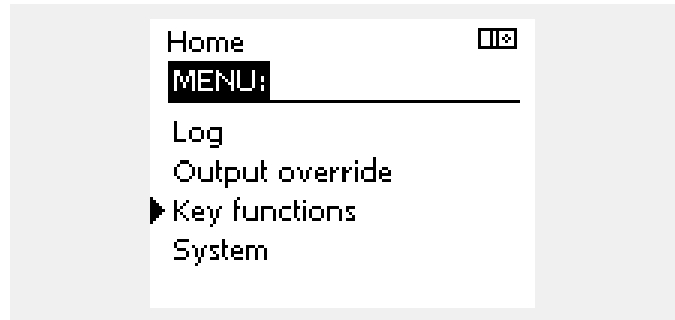 Home
MENU:
Log
Output override
Key functions
System